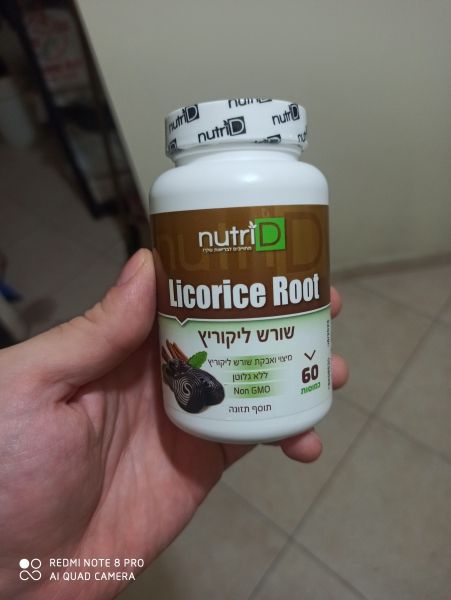 nutriD
nutriD
nutriD
Licorice Root
שורש ליקוריץ
מיצוי ואבקת שורש ליקוריץ
ללא גלוטן
Non GMO
תוסף תזונה
60
כמוסות
REDMI NOTE 8 PRO
AI QUAD CAMERA